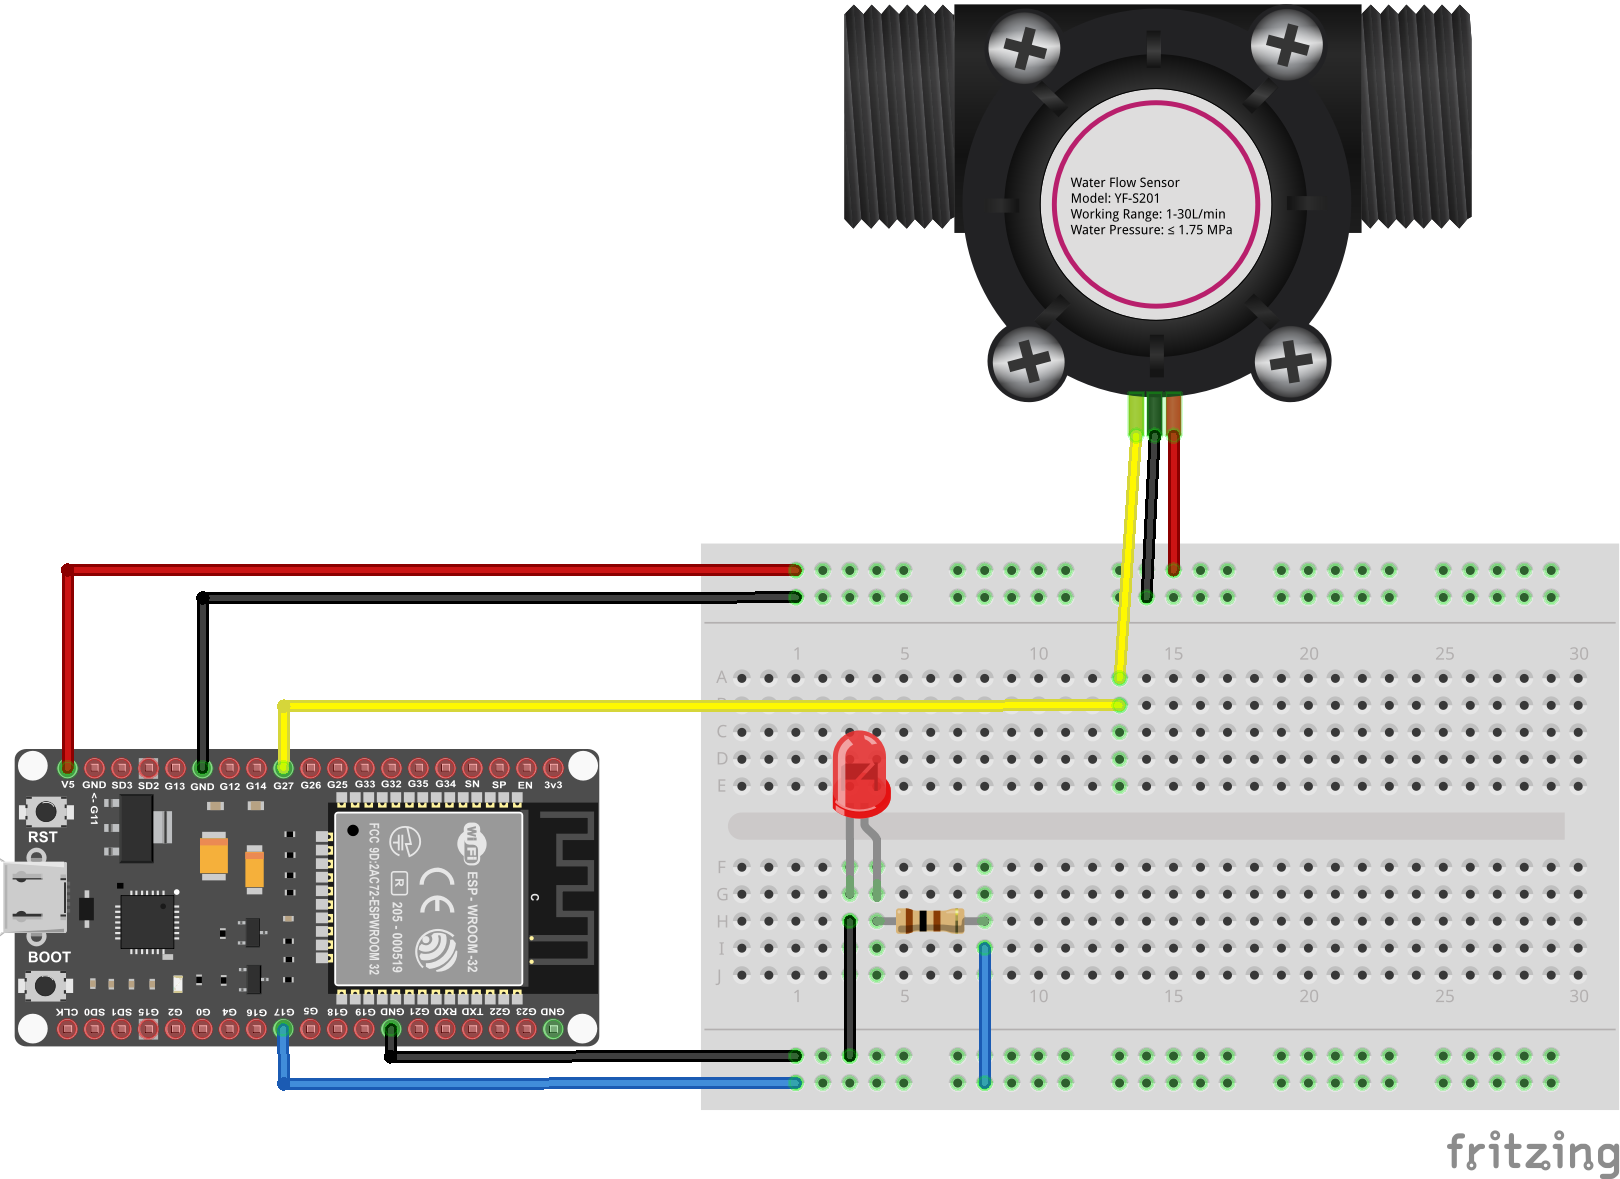 Water Flow Sensor
Model: YF-S201
Working Range: 1-30L/min
Water Pressure: ≤ 1.75 MPa
1 5 10 15 20 25 30
A
C
D
E
F
G
H
I
J
1 5 10 15 20 25 30
V5 GND SD3 SD2 G13 GND G12 G14 G27 G26 G25 G33 G32 G35 G34 SN SP EN 3v3
<- G11
RST
BOOT
FCC 9D:2AC72-ESPWROOM 32
R
205 - 000519
CE
Wi Fi
ESP - WROOM -32
C
CLK SD0 SD1 G15 G2 G0 G4 G16 G17 G5 G18 G19 GND G21 RXD TXD G22 G23 GND
fritzing